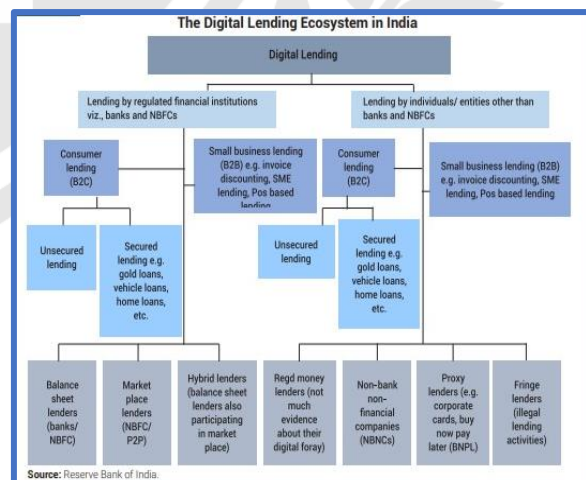 The Digital Lending Ecosystem in India
Digital Lending
Lending by regulated financial institutions
viz., banks and NBFCs
Lending by individuals/ entities other than
banks and NBFCs
Consumer
lending
(B2C)
Small business lending
(B2B) e.g. invoice
discounting, SME
lending, Pos based
lending
Consumer
lending
(B2C)
Small business lending (B2B)
e.g. invoice discounting, SME
lending, Pos based lending
Unsecured
lending
Secured
lending e.g.
gold loans,
vehicle loans,
home loans,
etc.
Unsecured
lending
Secured
lending e.g.
gold loans,
vehicle loans,
home loans,
etc.
Balance
sheet
lenders
(banks/
NBFC)
Market
place
lenders
(NBFC/
P2P)
Hybrid lenders
(balance sheet
lenders also
participating
in market
place)
Regd money
lenders (not
much
evidence
about their
digital foray)
Non-bank
non-
financial
companies
(NBNCs)
Proxy
lenders (e.g.
corporate
cards, buy
now pay
later (BNPL)
Fringe
lenders
(illegal
lending
activities)
Source: Reserve Bank of India.